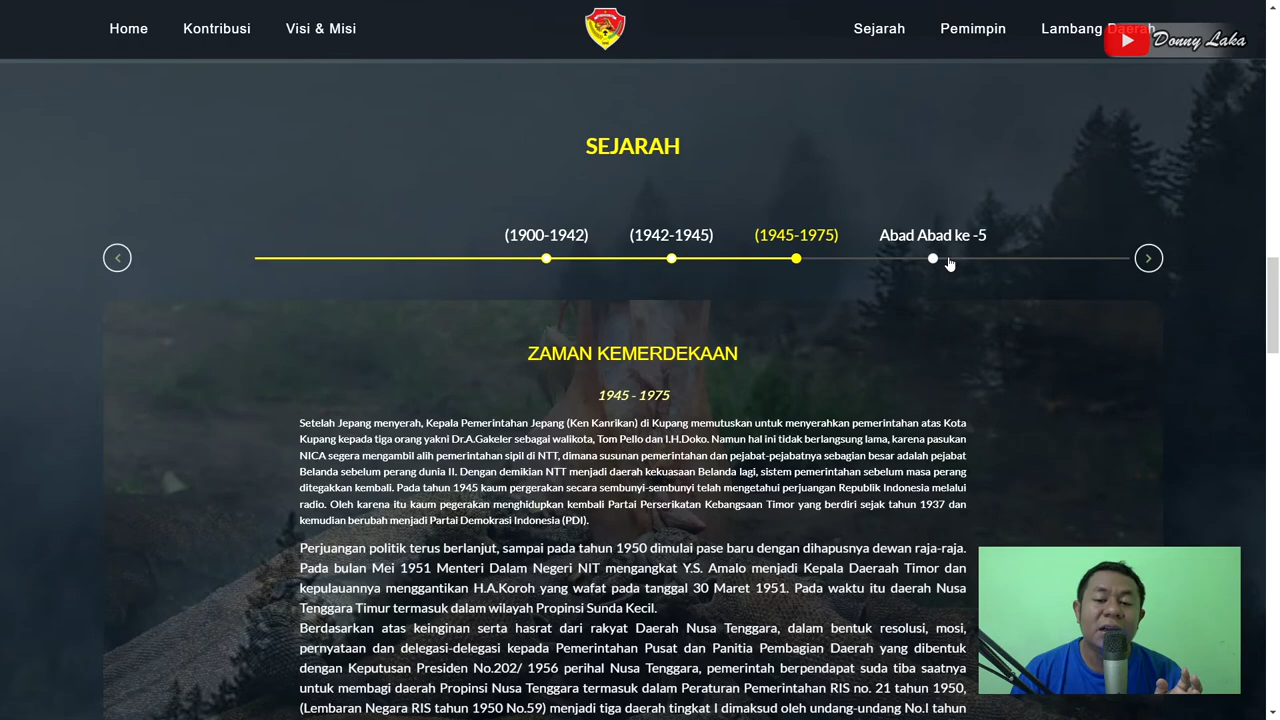 Home Kontribusi Visi & Misi Sejarah Pemimpin Lambang Daerah
Donny Laka
SEJARAH
(1900-1942) (1942-1945) (1945-1975) Abad Abad ke -5
ZAMAN KEMERDEKAAN
1945 - 1975
Setelah Jepang menyerah, Kepala Pemerintahan Jepang (Ken Kanrikan) di Kupang memutuskan untuk menyerahkan pemerintahan atas Kota
Kupang kepada tiga orang yakni Dr.A.Gakeler sebagai walikota, Tom Pello dan I.H.Doko. Namun hal ini tidak berlangsung lama, karena pasukan
NICA segera mengambil alih pemerintahan sipil di NTT, dimana susunan pemerintahan dan pejabat-pejabatnya sebagian besar adalah pejabat
Belanda sebelum perang dunia II. Dengan demikian NTT menjadi daerah kekuasaan Belanda lagi, sistem pemerintahan sebelum masa perang
ditegakkan kembali. Pada tahun 1945 kaum pergerakan secara sembunyi-sembunyi telah mengetahui perjuangan Republik Indonesia melalui
radio. Oleh karena itu kaum pegerakan menghidupkan kembali Partai Perserikatan Kebangsaan Timor yang berdiri sejak tahun 1937 dan
kemudian berubah menjadi Partai Demokrasi Indonesia (PDI).
Perjuangan politik terus berlanjut, sampai pada tahun 1950 dimulai pase baru dengan dihapusnya dewan raja-raja.
Pada bulan Mei 1951 Menteri Dalam Negeri NIT mengangkat Y.S. Amalo menjadi Kepala Daeraah Timor dan
kepulauannya menggantikan H.A.Koroh yang wafat pada tanggal 30 Maret 1951. Pada waktu itu daerah Nusa
Tenggara Timur termasuk dalam wilayah Propinsi Sunda Kecil.
Berdasarkan atas keinginan serta hasrat dari rakyat Daerah Nusa Tenggara, dalam bentuk resolusi, mosi,
pernyataan dan delegasi-delegasi kepada Pemerintahan Pusat dan Panitia Pembagian Daerah yang dibentuk
dengan Keputusan Presiden No.202/ 1956 perihal Nusa Tenggara, pemerintah berpendapat suda tiba saatnya
untuk membagi daerah Propinsi Nusa Tenggara termasuk dalam Peraturan Pemerintahan RIS no. 21 tahun 1950,
(Lembaran Negara RIS tahun 1950 No.59) menjadi tiga daerah tingkat I dimaksud oleh undang-undang No.I tahun